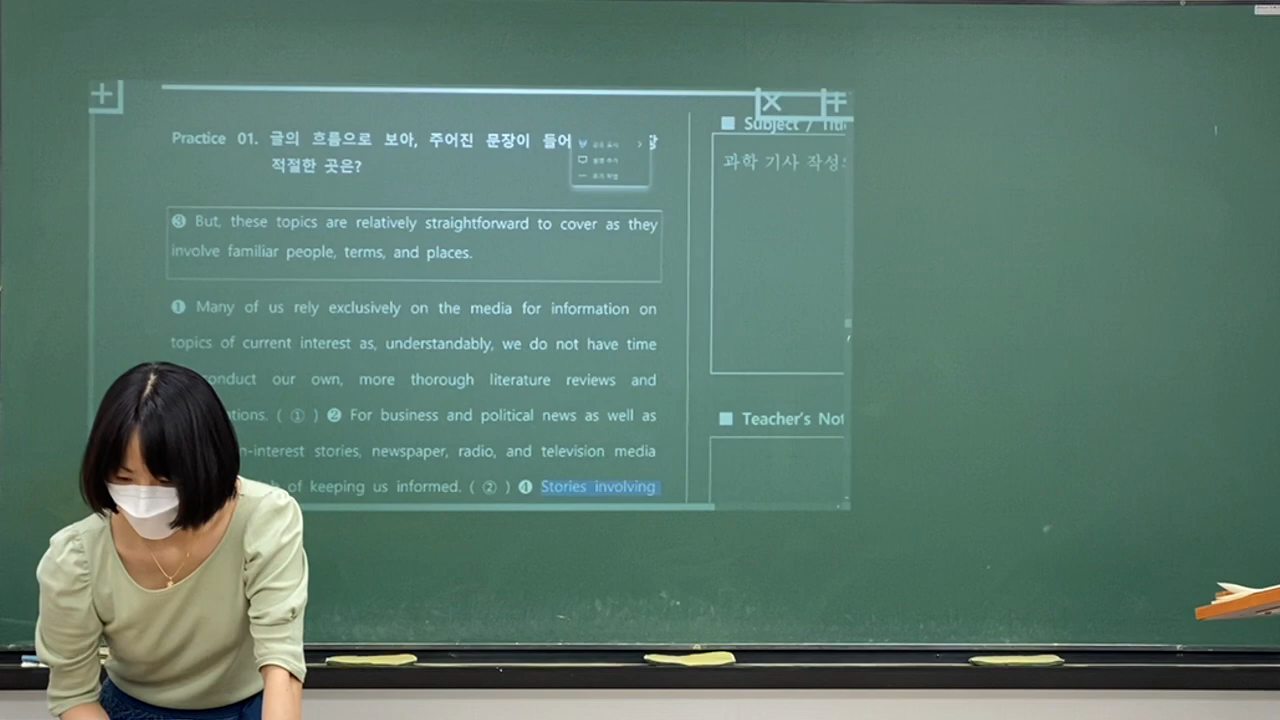 Practice 01. 글의 흐름으로 보아, 주어진 문장이 들어
적절한 곳은?
❸ But, these topics are relatively straightforward to cover as they
involve familiar people, terms, and places.
❶ Many of us rely exclusively on the media for information on
topics of current interest as, understandably, we do not have time
conduct our own, more thorough literature reviews and
( ① ) ❷ For business and political news as well as
stories, newspaper, radio, and television media
of keeping us informed. ( ② ) ❹ Stories involving
■ Subject /
과학 기사
■ Teacher's